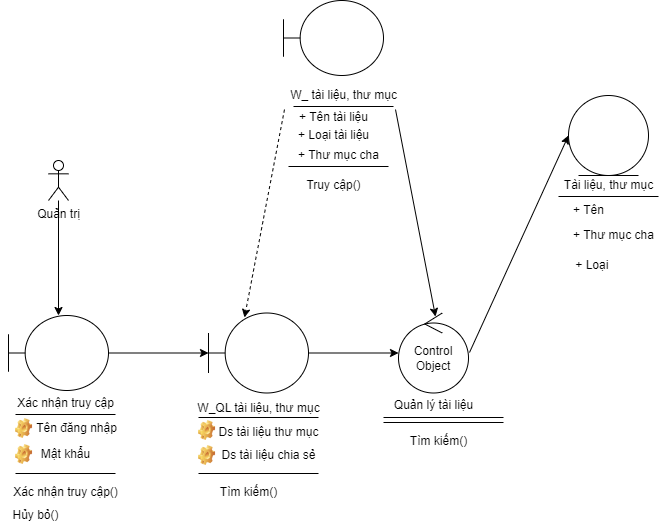 W_ tài liệu, thư mục
+ Tên tài liệu
+ Loại tài liệu
+ Thư mục cha
Truy cập()
Tài liệu, thư mục
+ Tên
+ Thư mục cha
+ Loại
Quản trị
Xác nhận truy cập
Tên đăng nhập
Mật khẩu
Xác nhận truy cập()
Hủy bỏ()
W_QL tài liệu, thư mục
Ds tài liệu thư mục
Ds tài liệu chia sẻ
Tìm kiếm()
Control
Object
Quản lý tài liệu
Tìm kiếm()